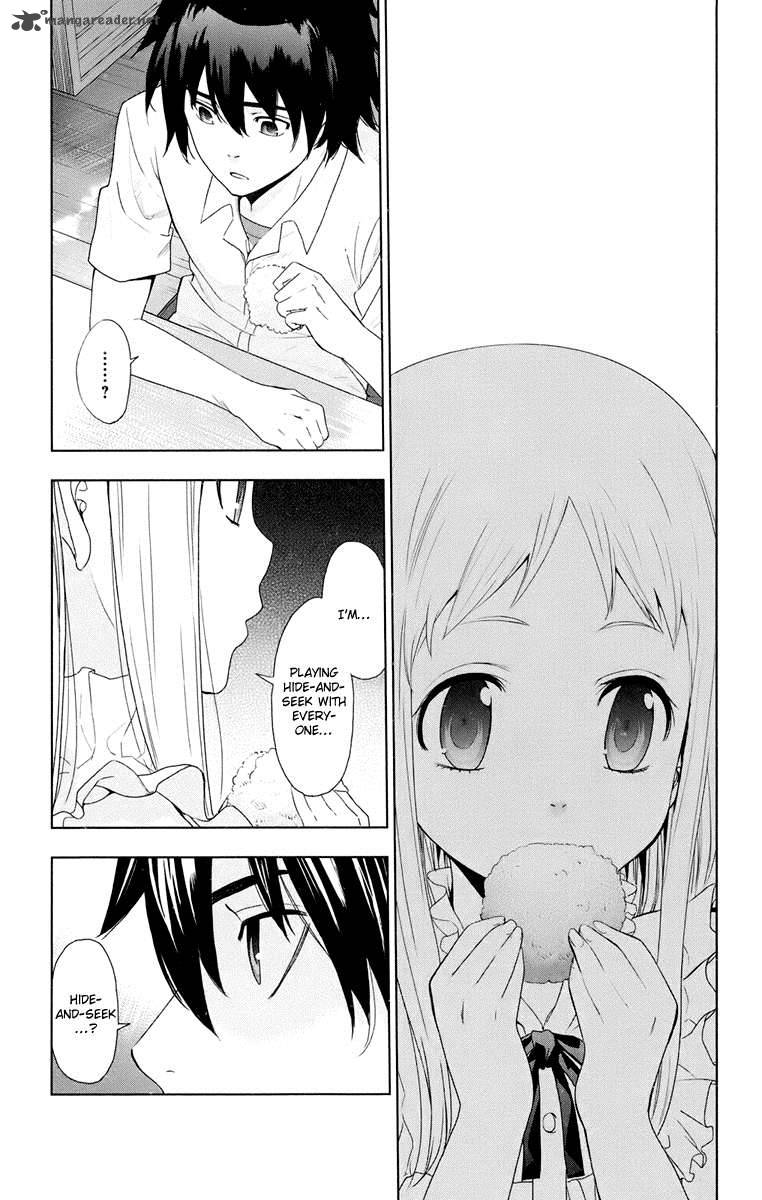 mangareader.net
......?
I'M...
PLAYING
HIDE-AND-
SEEK WITH
EVERY-
ONE...
HIDE-
AND-SEEK
...?